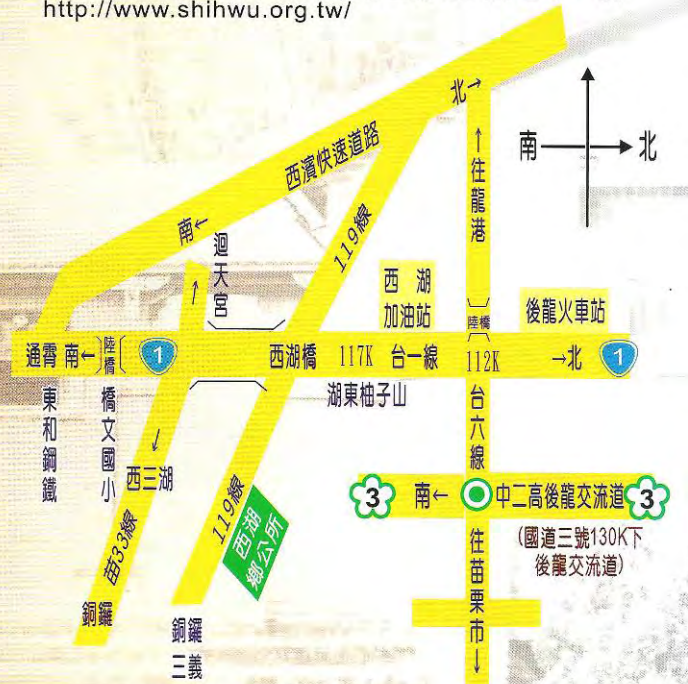 http://www.shihwu.org.tw/
北→
南
北
西濱快速道路
↑往龍港
南←
迴天宮
119線
↑
西湖
加油站
陸橋
後龍火車站
通霄 南←
陸橋
1
西湖橋 117K 台一線 112K →北
1
湖東柚子山
東和鋼鐵
橋文國小
↓
西三湖
台六線
119線
3
南←
中二高後龍交流道
3
苗33線
西湖
鄉公所
(國道三號130K下
後龍交流道)
往苗栗市↓
銅鑼
銅鑼
三義